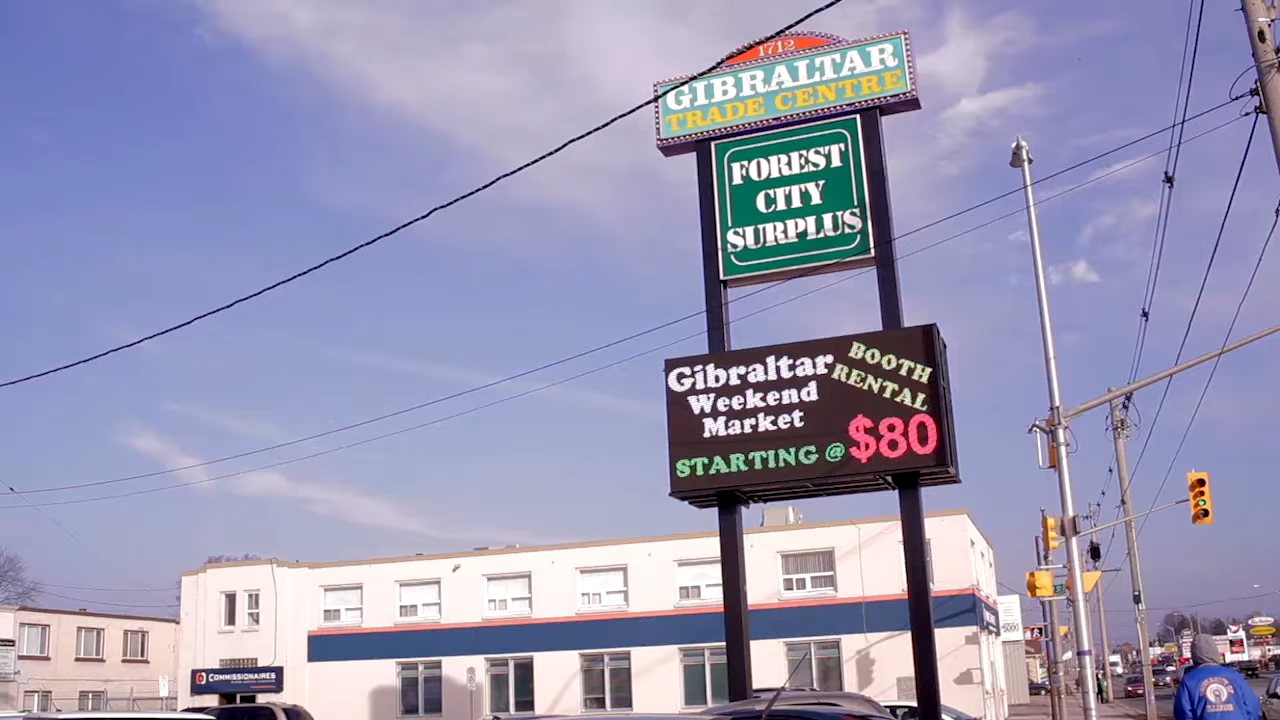 1712
GIBRALTAR
TRADE CENTRE
FOREST
CITY
SURPLUS
Gibraltar
Weekend
Market
BOOTH
RENTAL
STARTING @ $80
COMMISSIONAIRES